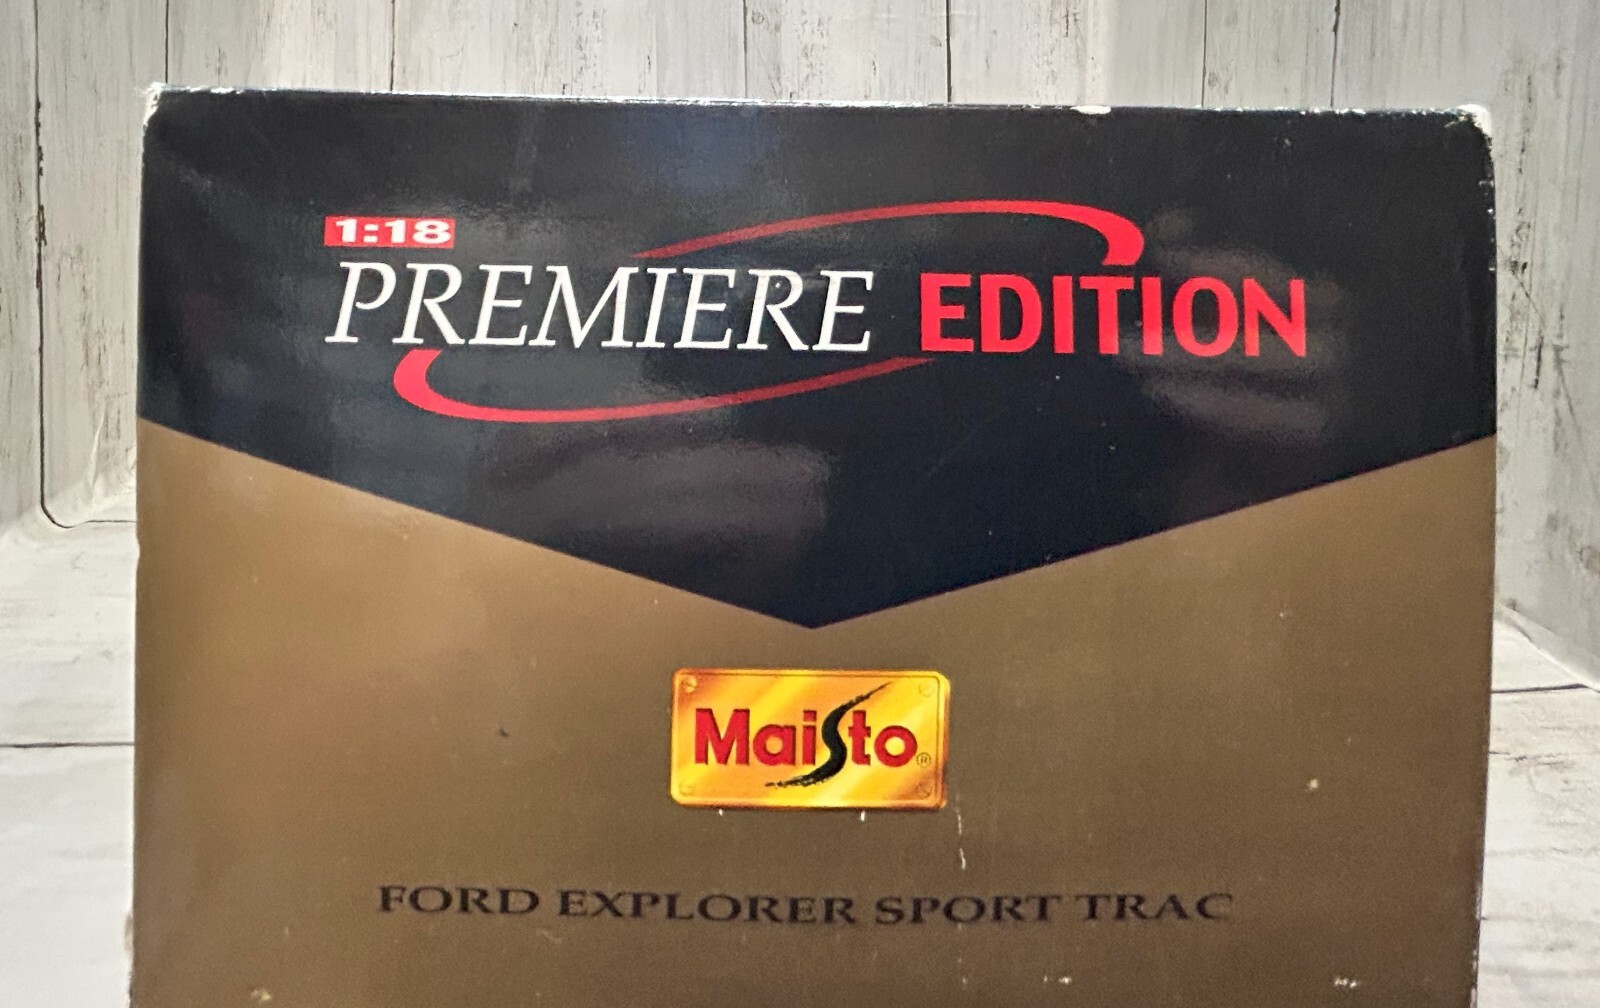 1:18
PREMIERE EDITION
Maisto®
FORD EXPLORER SPORT TRAC